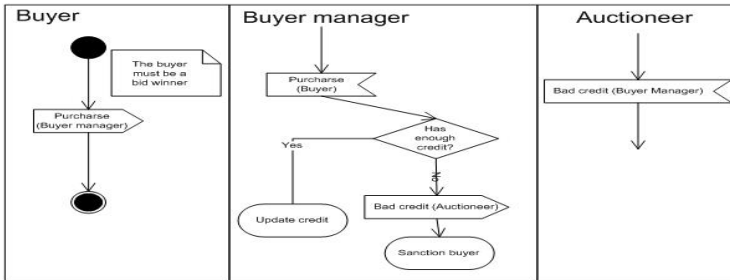 Buyer
The buyer
must be a
bid winner
Purcharse
(Buyer manager)
Buyer manager
Purcharse
(Buyer)
Has
enough
credit?
Yes
No
Update credit
Bad credit (Auctioneer)
Sanction buyer
Auctioneer
Bad credit (Buyer Manager)